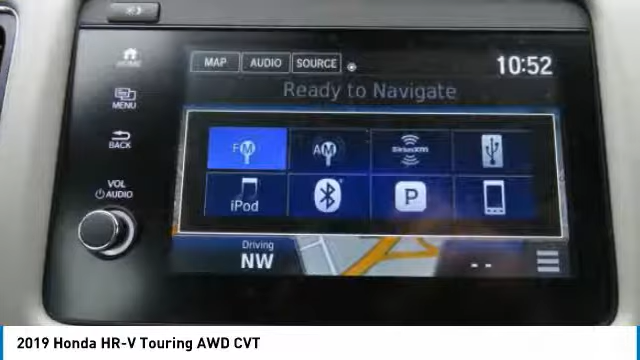 HOME
MAP AUDIO SOURCE
10:52
Ready to Navigate
MENU
BACK
VOL
AUDIO
FM AM SiriusXM
iPod P
Driving
NW
--
2019 Honda HR-V Touring AWD CVT